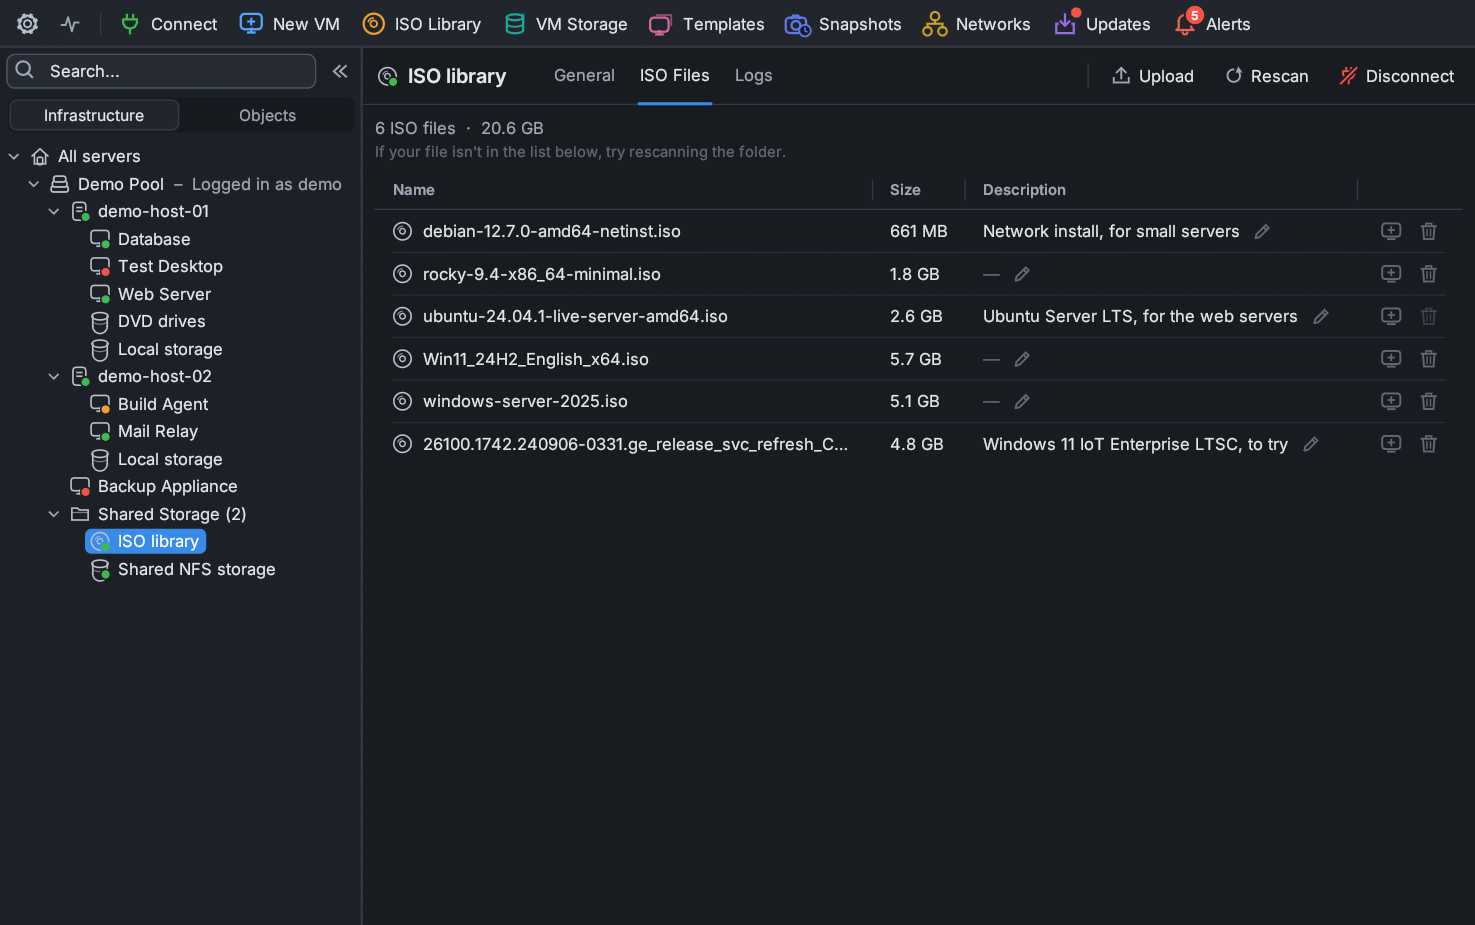 Connect New VM ISO Library VM Storage Templates Snapshots Networks Updates 5 Alerts
Search...
Infrastructure Objects
All servers
Demo Pool – Logged in as demo
demo-host-01
Database
Test Desktop
Web Server
DVD drives
Local storage
demo-host-02
Build Agent
Mail Relay
Local storage
Backup Appliance
Shared Storage (2)
ISO library
Shared NFS storage
ISO library General ISO Files Logs Upload Rescan Disconnect
6 ISO files · 20.6 GB
If your file isn't in the list below, try rescanning the folder.
Name Size Description
debian-12.7.0-amd64-netinst.iso 661 MB Network install, for small servers
rocky-9.4-x86_64-minimal.iso 1.8 GB —
ubuntu-24.04.1-live-server-amd64.iso 2.6 GB Ubuntu Server LTS, for the web servers
Win11_24H2_English_x64.iso 5.7 GB —
windows-server-2025.iso 5.1 GB —
26100.1742.240906-0331.ge_release_svc_refresh_C... 4.8 GB Windows 11 IoT Enterprise LTSC, to try